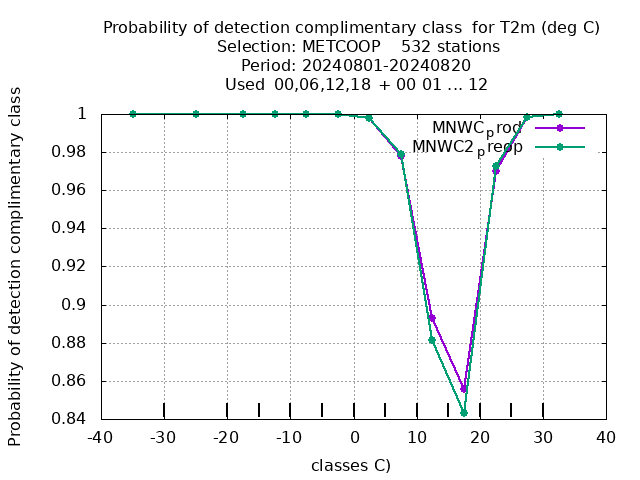 Probability of detection complimentary class  for T2m (deg C)
Selection: METCOOP    532 stations
Period: 20240801-20240820
Used  00,06,12,18 + 00 01 ... 12
Probability of detection complimentary class
1
0.98
0.96
0.94
0.92
0.9
0.88
0.86
0.84
MNWC_prod
MNWC2_preop
-40 -30 -20 -10 0 10 20 30 40
classes C)